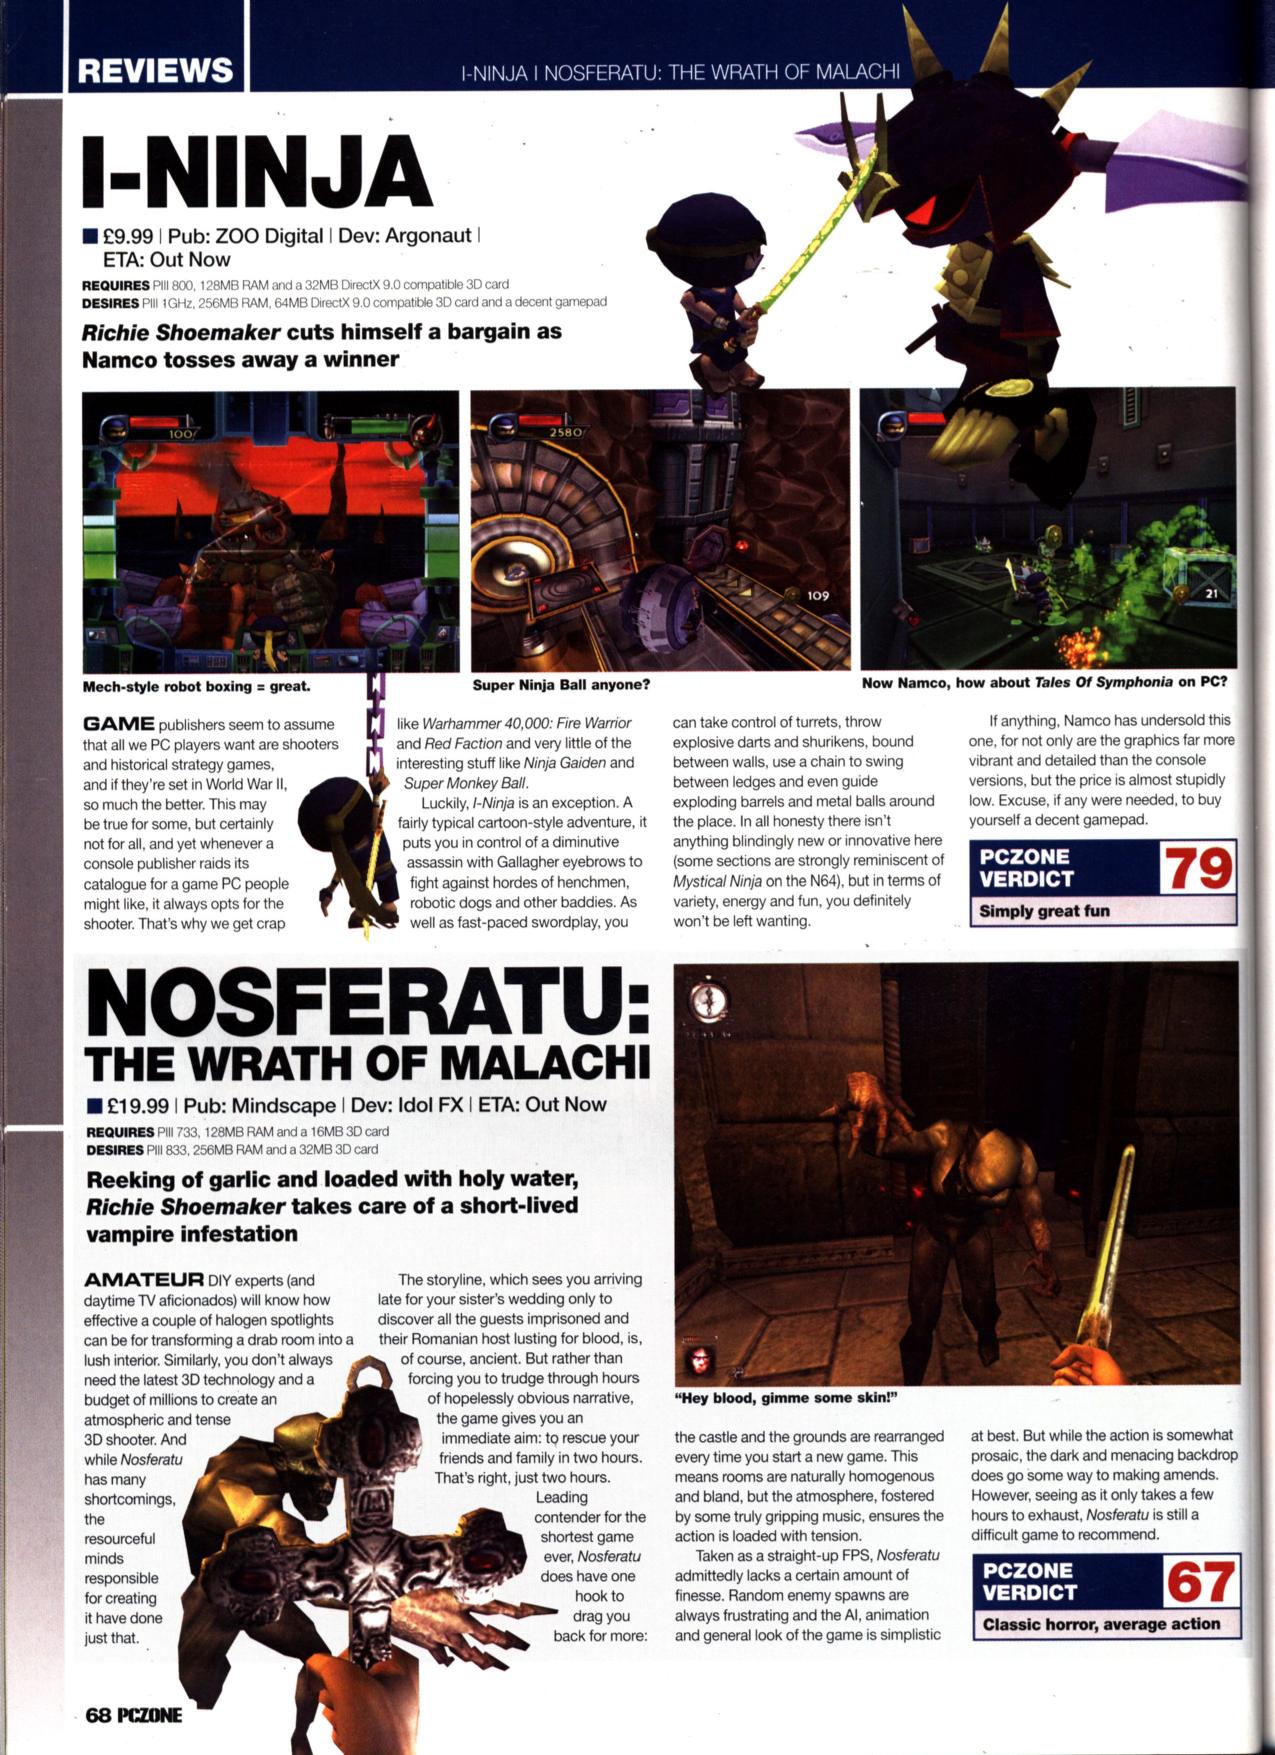 REVIEWS
I-NINJA | NOSFERATU: THE WRATH OF MALACHI
I-NINJA
£9.99 | Pub: ZOO Digital | Dev: Argonaut |
ETA: Out Now
REQUIRES PIII 800, 128MB RAM and a 32MB DirectX 9.0 compatible 3D card
DESIRES PIII 1GHz, 256MB RAM, 64MB DirectX 9.0 compatible 3D card and a decent gamepad
Richie Shoemaker cuts himself a bargain as
Namco tosses away a winner
100
2580
109
21
Mech-style robot boxing = great.
Super Ninja Ball anyone?
Now Namco, how about Tales Of Symphonia on PC?
GAME publishers seem to assume
that all we PC players want are shooters
and historical strategy games,
and if they're set in World War II,
so much the better. This may
be true for some, but certainly
not for all, and yet whenever a
console publisher raids its
catalogue for a game PC people
might like, it always opts for the
shooter. That's why we get crap
like Warhammer 40,000: Fire Warrior
and Red Faction and very little of the
interesting stuff like Ninja Gaiden and
Super Monkey Ball.
Luckily, I-Ninja is an exception. A
fairly typical cartoon-style adventure, it
puts you in control of a diminutive
assassin with Gallagher eyebrows to
fight against hordes of henchmen,
robotic dogs and other baddies. As
well as fast-paced swordplay, you
can take control of turrets, throw
explosive darts and shurikens, bound
between walls, use a chain to swing
between ledges and even guide
exploding barrels and metal balls around
the place. In all honesty there isn't
anything blindingly new or innovative here
(some sections are strongly reminiscent of
Mystical Ninja on the N64), but in terms of
variety, energy and fun, you definitely
won't be left wanting.
If anything, Namco has undersold this
one, for not only are the graphics far more
vibrant and detailed than the console
versions, but the price is almost stupidly
low. Excuse, if any were needed, to buy
yourself a decent gamepad.
PCZONE
VERDICT
79
Simply great fun
NOSFERATU:
THE WRATH OF MALACHI
£19.99 | Pub: Mindscape | Dev: Idol FX | ETA: Out Now
REQUIRES PIII 733, 128MB RAM and a 16MB 3D card
DESIRES PIII 833, 256MB RAM and a 32MB 3D card
Reeking of garlic and loaded with holy water,
Richie Shoemaker takes care of a short-lived
vampire infestation
AMATEUR DIY experts (and
daytime TV aficionados) will know how
effective a couple of halogen spotlights
can be for transforming a drab room into a
lush interior. Similarly, you don't always
need the latest 3D technology and a
budget of millions to create an
atmospheric and tense
3D shooter. And
while Nosferatu
has many
shortcomings,
the
resourceful
minds
responsible
for creating
it have done
just that.
The storyline, which sees you arriving
late for your sister's wedding only to
discover all the guests imprisoned and
their Romanian host lusting for blood, is,
of course, ancient. But rather than
forcing you to trudge through hours
of hopelessly obvious narrative,
the game gives you an
immediate aim: to rescue your
friends and family in two hours.
That's right, just two hours.
Leading
contender for the
shortest game
ever, Nosferatu
does have one
hook to
drag you
back for more:
"Hey blood, gimme some skin!"
the castle and the grounds are rearranged
every time you start a new game. This
means rooms are naturally homogenous
and bland, but the atmosphere, fostered
by some truly gripping music, ensures the
action is loaded with tension.
Taken as a straight-up FPS, Nosferatu
admittedly lacks a certain amount of
finesse. Random enemy spawns are
always frustrating and the AI, animation
and general look of the game is simplistic
at best. But while the action is somewhat
prosaic, the dark and menacing backdrop
does go some way to making amends.
However, seeing as it only takes a few
hours to exhaust, Nosferatu is still a
difficult game to recommend.
PCZONE
VERDICT
67
Classic horror, average action
68 PCZONE